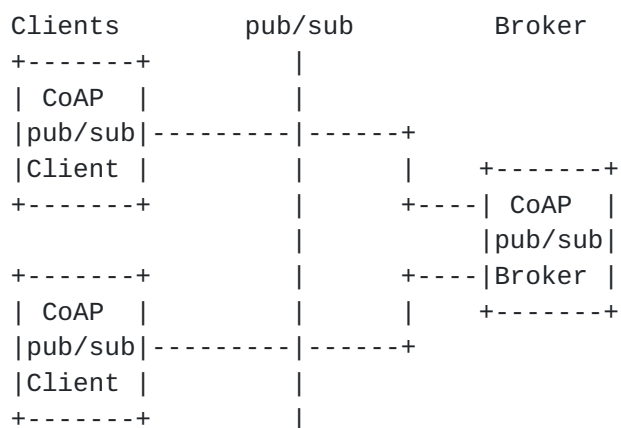 Clients pub/sub Broker
CoAP
pub/sub
Client
CoAP
pub/sub
Broker
CoAP
pub/sub
Client